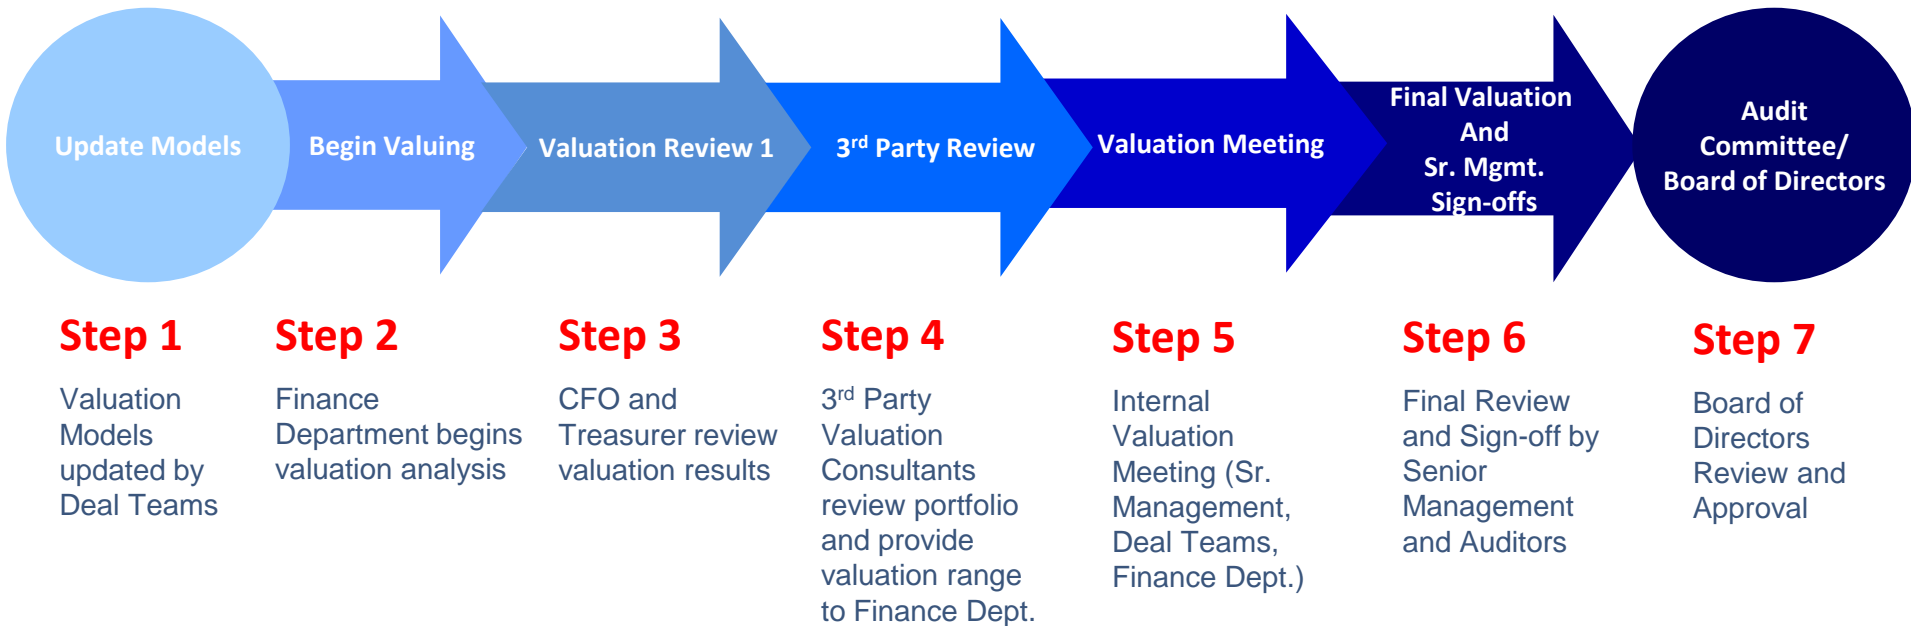 Update Models
Begin Valuing
Valuation Review 1
3rd Party Review
Valuation Meeting
Final Valuation
And
Sr. Mgmt.
Sign-offs
Audit
Committee/
Board of Directors
Step 1
Valuation
Models
updated by
Deal Teams
Step 2
Finance
Department begins
valuation analysis
Step 3
CFO and
Treasurer review
valuation results
Step 4
3rd Party
Valuation
Consultants
review portfolio
and provide
valuation range
to Finance Dept.
Step 5
Internal
Valuation
Meeting (Sr.
Management,
Deal Teams,
Finance Dept.)
Step 6
Final Review
and Sign-off by
Senior
Management
and Auditors
Step 7
Board of
Directors
Review and
Approval